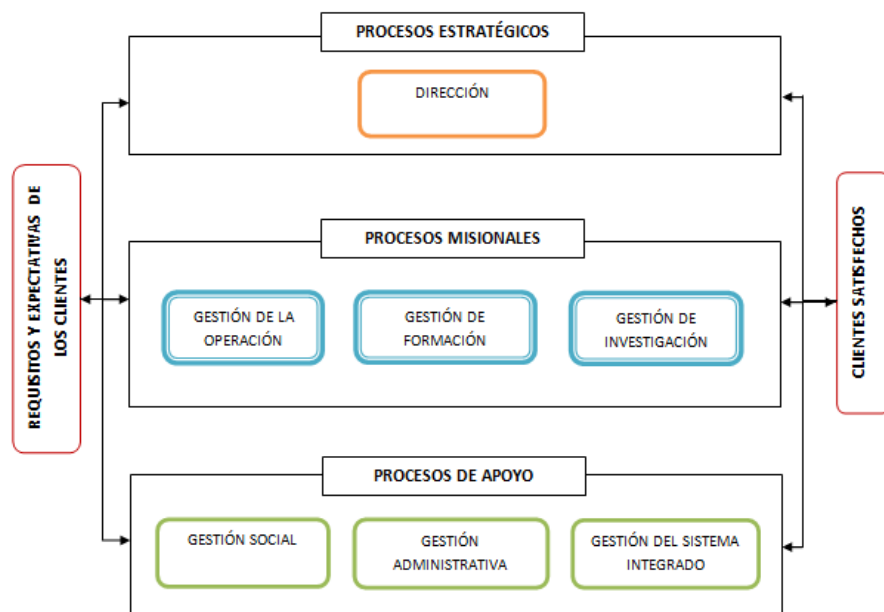 PROCESOS ESTRATÉGICOS
DIRECCIÓN
REQUISITOS Y EXPECTATIVAS DE
LOS CLIENTES
PROCESOS MISIONALES
GESTIÓN DE LA
OPERACIÓN
GESTIÓN DE
FORMACIÓN
GESTIÓN DE
INVESTIGACIÓN
CLIENTES SATISFECHOS
PROCESOS DE APOYO
GESTIÓN SOCIAL
GESTIÓN
ADMINISTRATIVA
GESTIÓN DEL SISTEMA
INTEGRADO